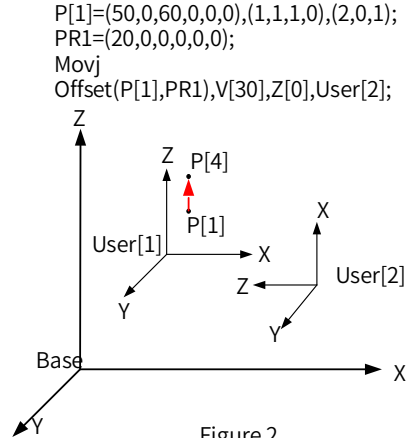 P[1]=(50,0,60,0,0,0),(1,1,1,0),(2,0,1);
PR1=(20,0,0,0,0,0);
Movj
Offset(P[1],PR1),V[30],Z[0],User[2];
Z
Z P[4]
P[1]
X
User[1]
X
Z
User[2]
Y
Y
Base
X
Y
Figure 2